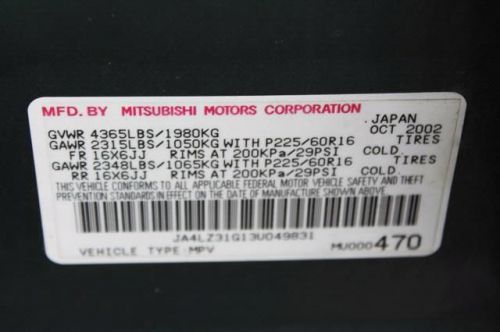 MFD. BY MITSUBISHI MOTORS CORPORATION JAPAN
GVWR 4365LBS/1980KG OCT 2002
GAWR 2315LBS/1050KG WITH P225/60R16 TIRES
FR 16X6JJ RIMS AT 200KPa/29PSI COLD.
GAWR 2348LBS/1065KG WITH P225/60R16 TIRES
RR 16X6JJ RIMS AT 200KPa/29PSI COLD.
THIS VEHICLE CONFORMS TO ALL APPLICABLE FEDERAL MOTOR VEHICLE SAFETY AND THEFT
PREVENTION STANDARDS IN EFFECT ON THE DATE OF MANUFACTURE SHOWN ABOVE.
JA4LZ31G13U049831
VEHICLE TYPE:MPV MU000470